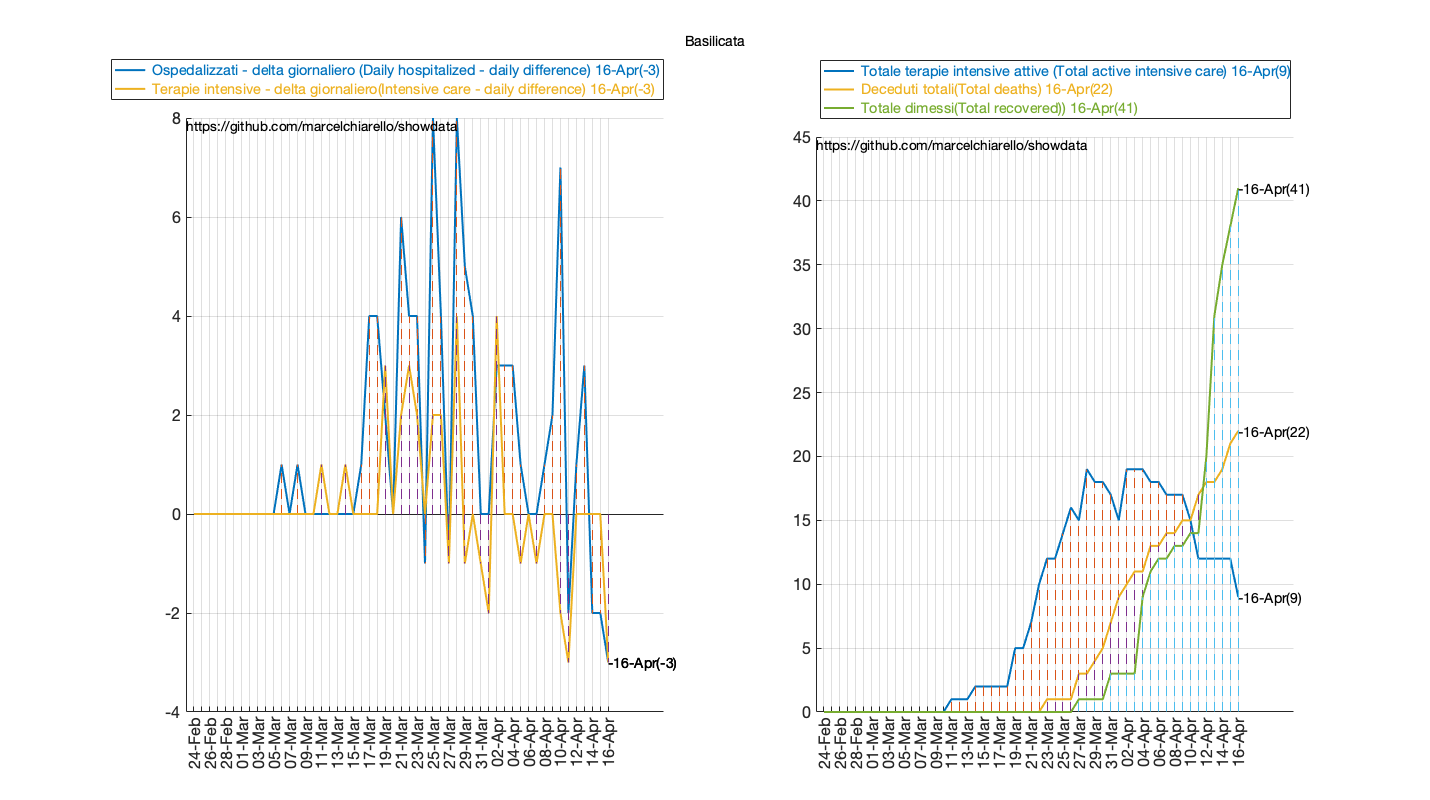 Basilicata
Ospedalizzati - delta giornaliero (Daily hospitalized - daily difference) 16-Apr(-3)
Terapie intensive - delta giornaliero(Intensive care - daily difference) 16-Apr(-3)
https://github.com/marcelchiarello/showdata
8
6
4
2
0
-2
-4
-16-Apr(-3)
24-Feb
26-Feb
28-Feb
01-Mar
03-Mar
05-Mar
07-Mar
09-Mar
11-Mar
13-Mar
15-Mar
17-Mar
19-Mar
21-Mar
23-Mar
25-Mar
27-Mar
29-Mar
31-Mar
02-Apr
04-Apr
06-Apr
08-Apr
10-Apr
12-Apr
14-Apr
16-Apr
Totale terapie intensive attive (Total active intensive care) 16-Apr(9)
Deceduti totali(Total deaths) 16-Apr(22)
Totale dimessi(Total recovered)) 16-Apr(41)
https://github.com/marcelchiarello/showdata
45
40
35
30
25
20
15
10
5
0
-16-Apr(41)
-16-Apr(22)
-16-Apr(9)
24-Feb
26-Feb
28-Feb
01-Mar
03-Mar
05-Mar
07-Mar
09-Mar
11-Mar
13-Mar
15-Mar
17-Mar
19-Mar
21-Mar
23-Mar
25-Mar
27-Mar
29-Mar
31-Mar
02-Apr
04-Apr
06-Apr
08-Apr
10-Apr
12-Apr
14-Apr
16-Apr